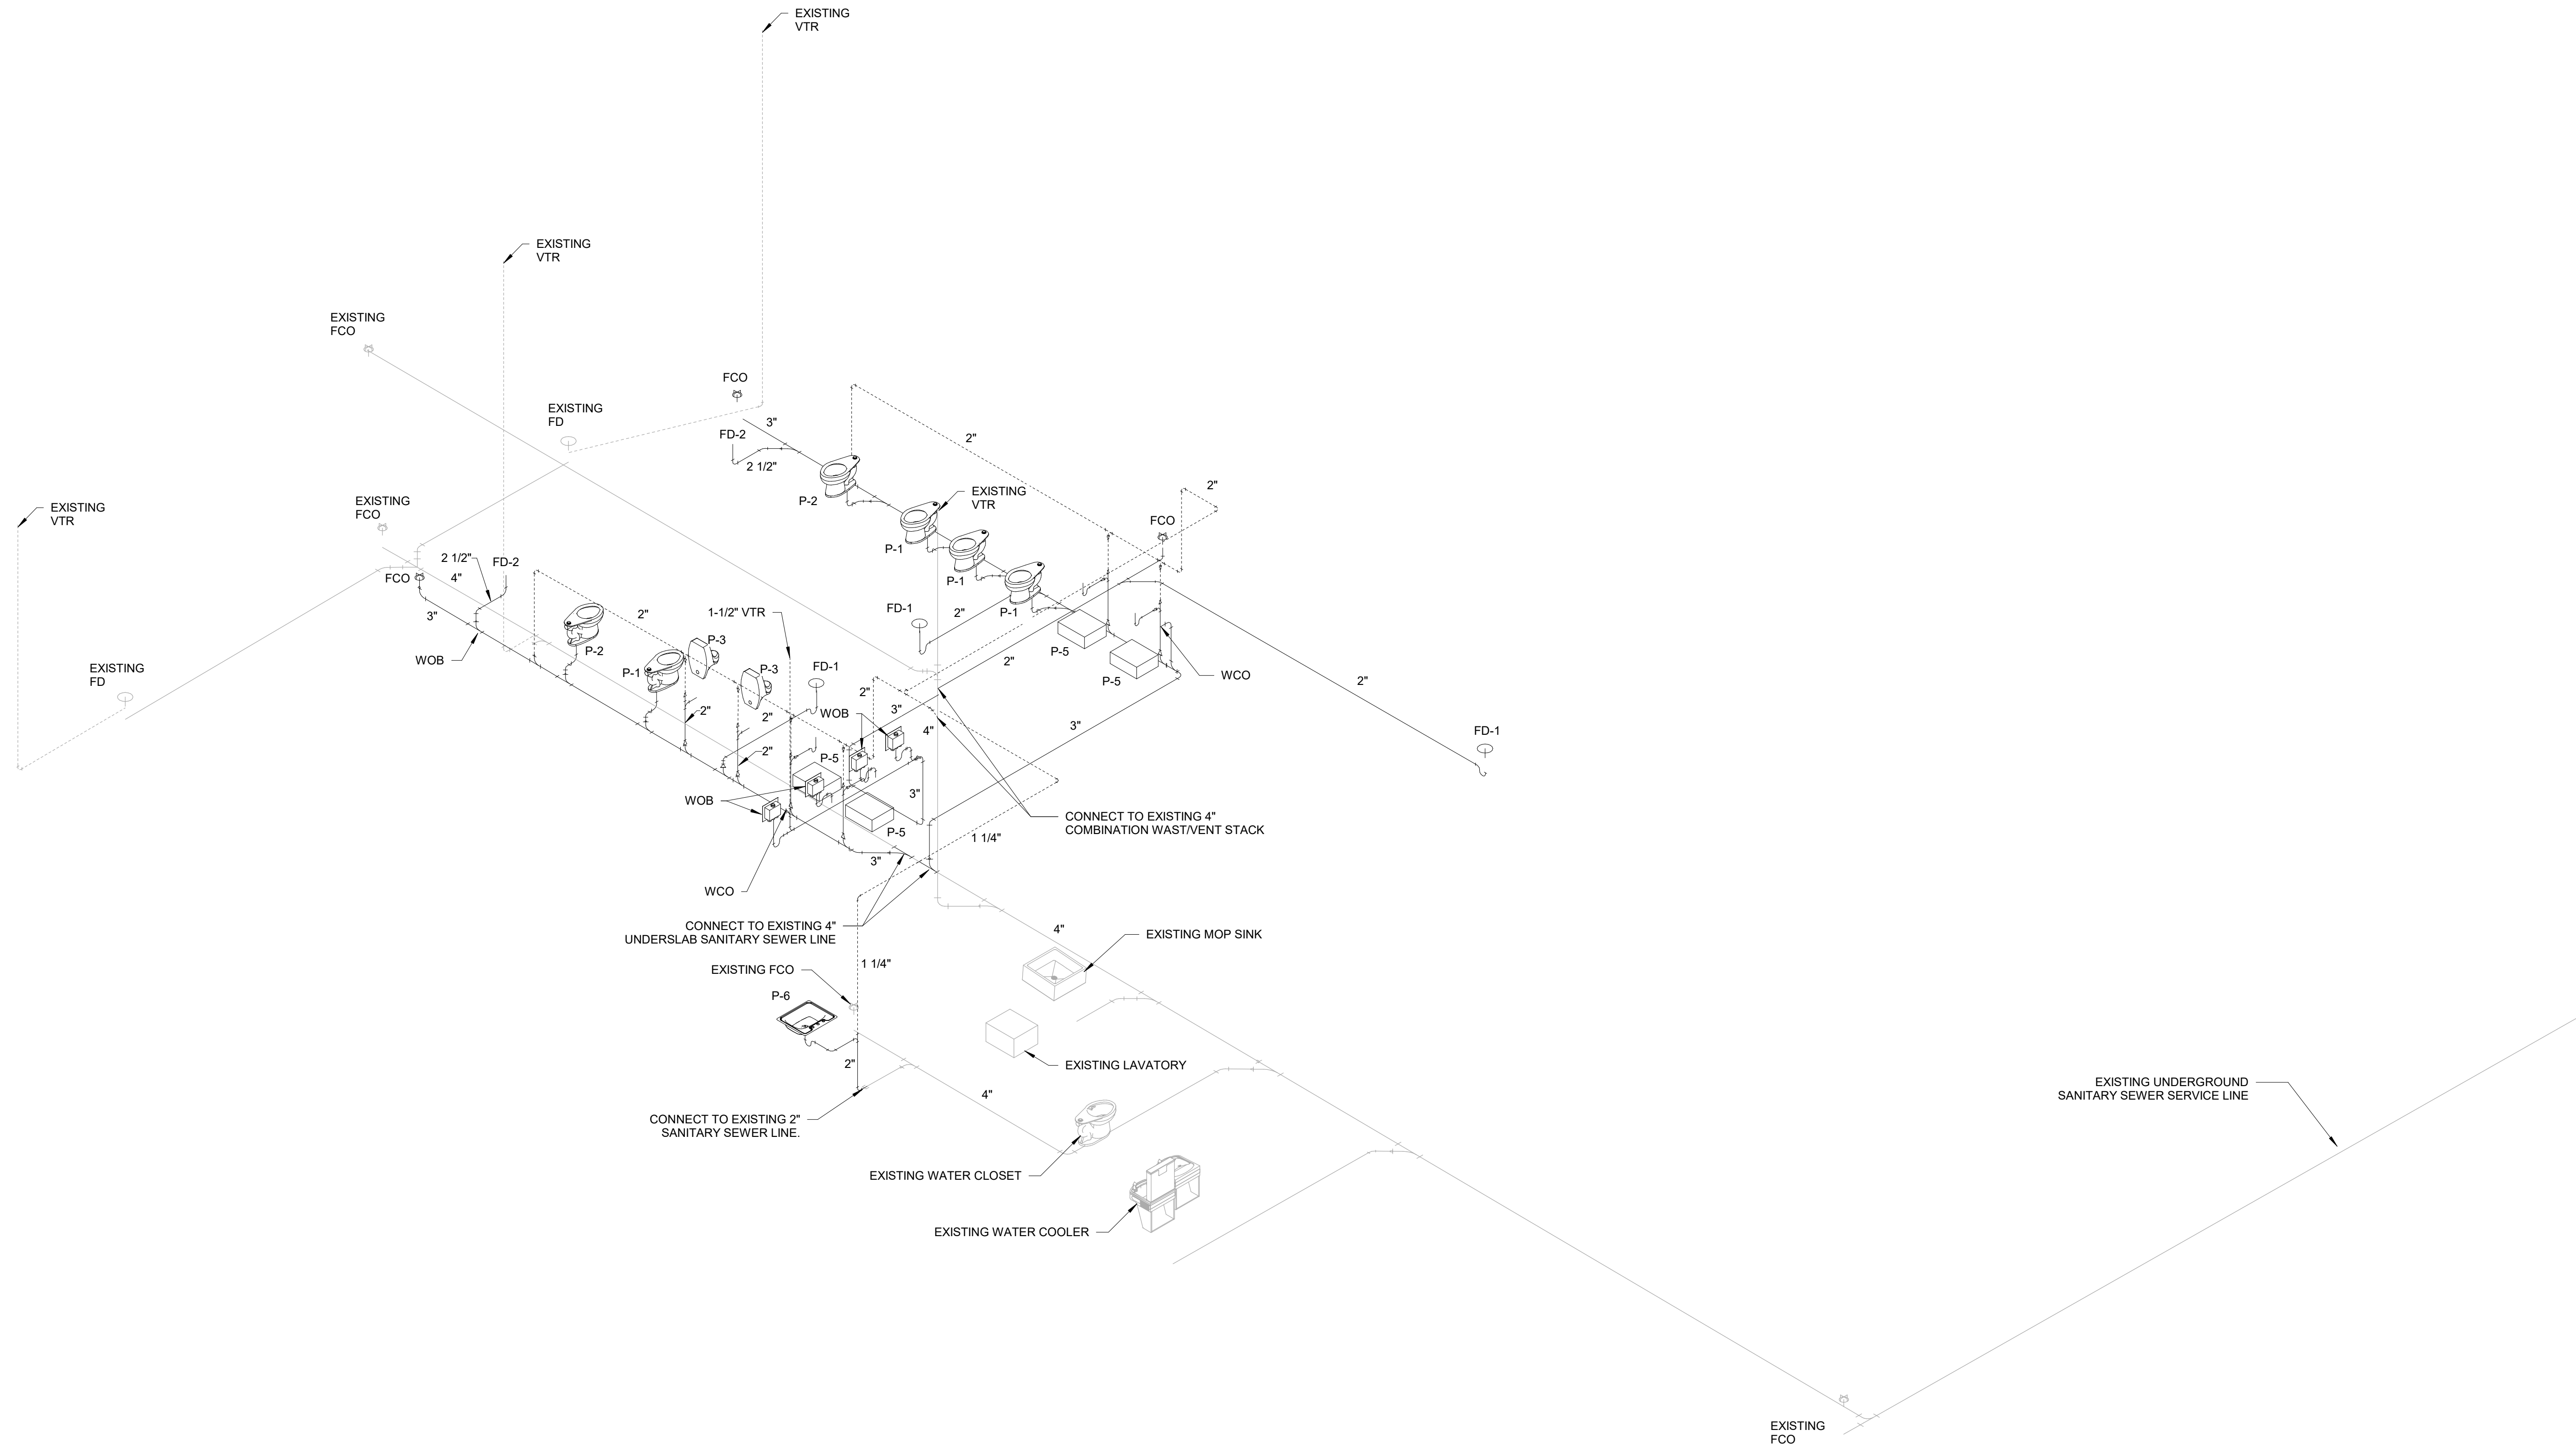 EXISTING
VTR
EXISTING
VTR
EXISTING
FCO
FCO
EXISTING
FD
3"
FD-2
2"
2 1/2"
EXISTING
VTR
2"
P-2
EXISTING
VTR
EXISTING
FCO
FCO
P-1
2 1/2"
FD-2
FCO
4"
P-1
FD-1
2"
P-1
3"
2"
1-1/2" VTR
P-3
P-2
P-5
WOB
2"
EXISTING
FD
P-1
P-3
FD-1
P-5
WCO
2"
2"
2"
WOB
3"
2"
4"
3"
FD-1
2"
P-5
3"
WOB
P-5
CONNECT TO EXISTING 4"
COMBINATION WAST/VENT STACK
1 1/4"
3"
WCO
CONNECT TO EXISTING 4"
UNDERSLAB SANITARY SEWER LINE
4"
EXISTING MOP SINK
1 1/4"
EXISTING FCO
P-6
2"
EXISTING LAVATORY
4"
CONNECT TO EXISTING 2"
SANITARY SEWER LINE.
EXISTING UNDERGROUND
SANITARY SEWER SERVICE LINE
EXISTING WATER CLOSET
EXISTING WATER COOLER
EXISTING
FCO